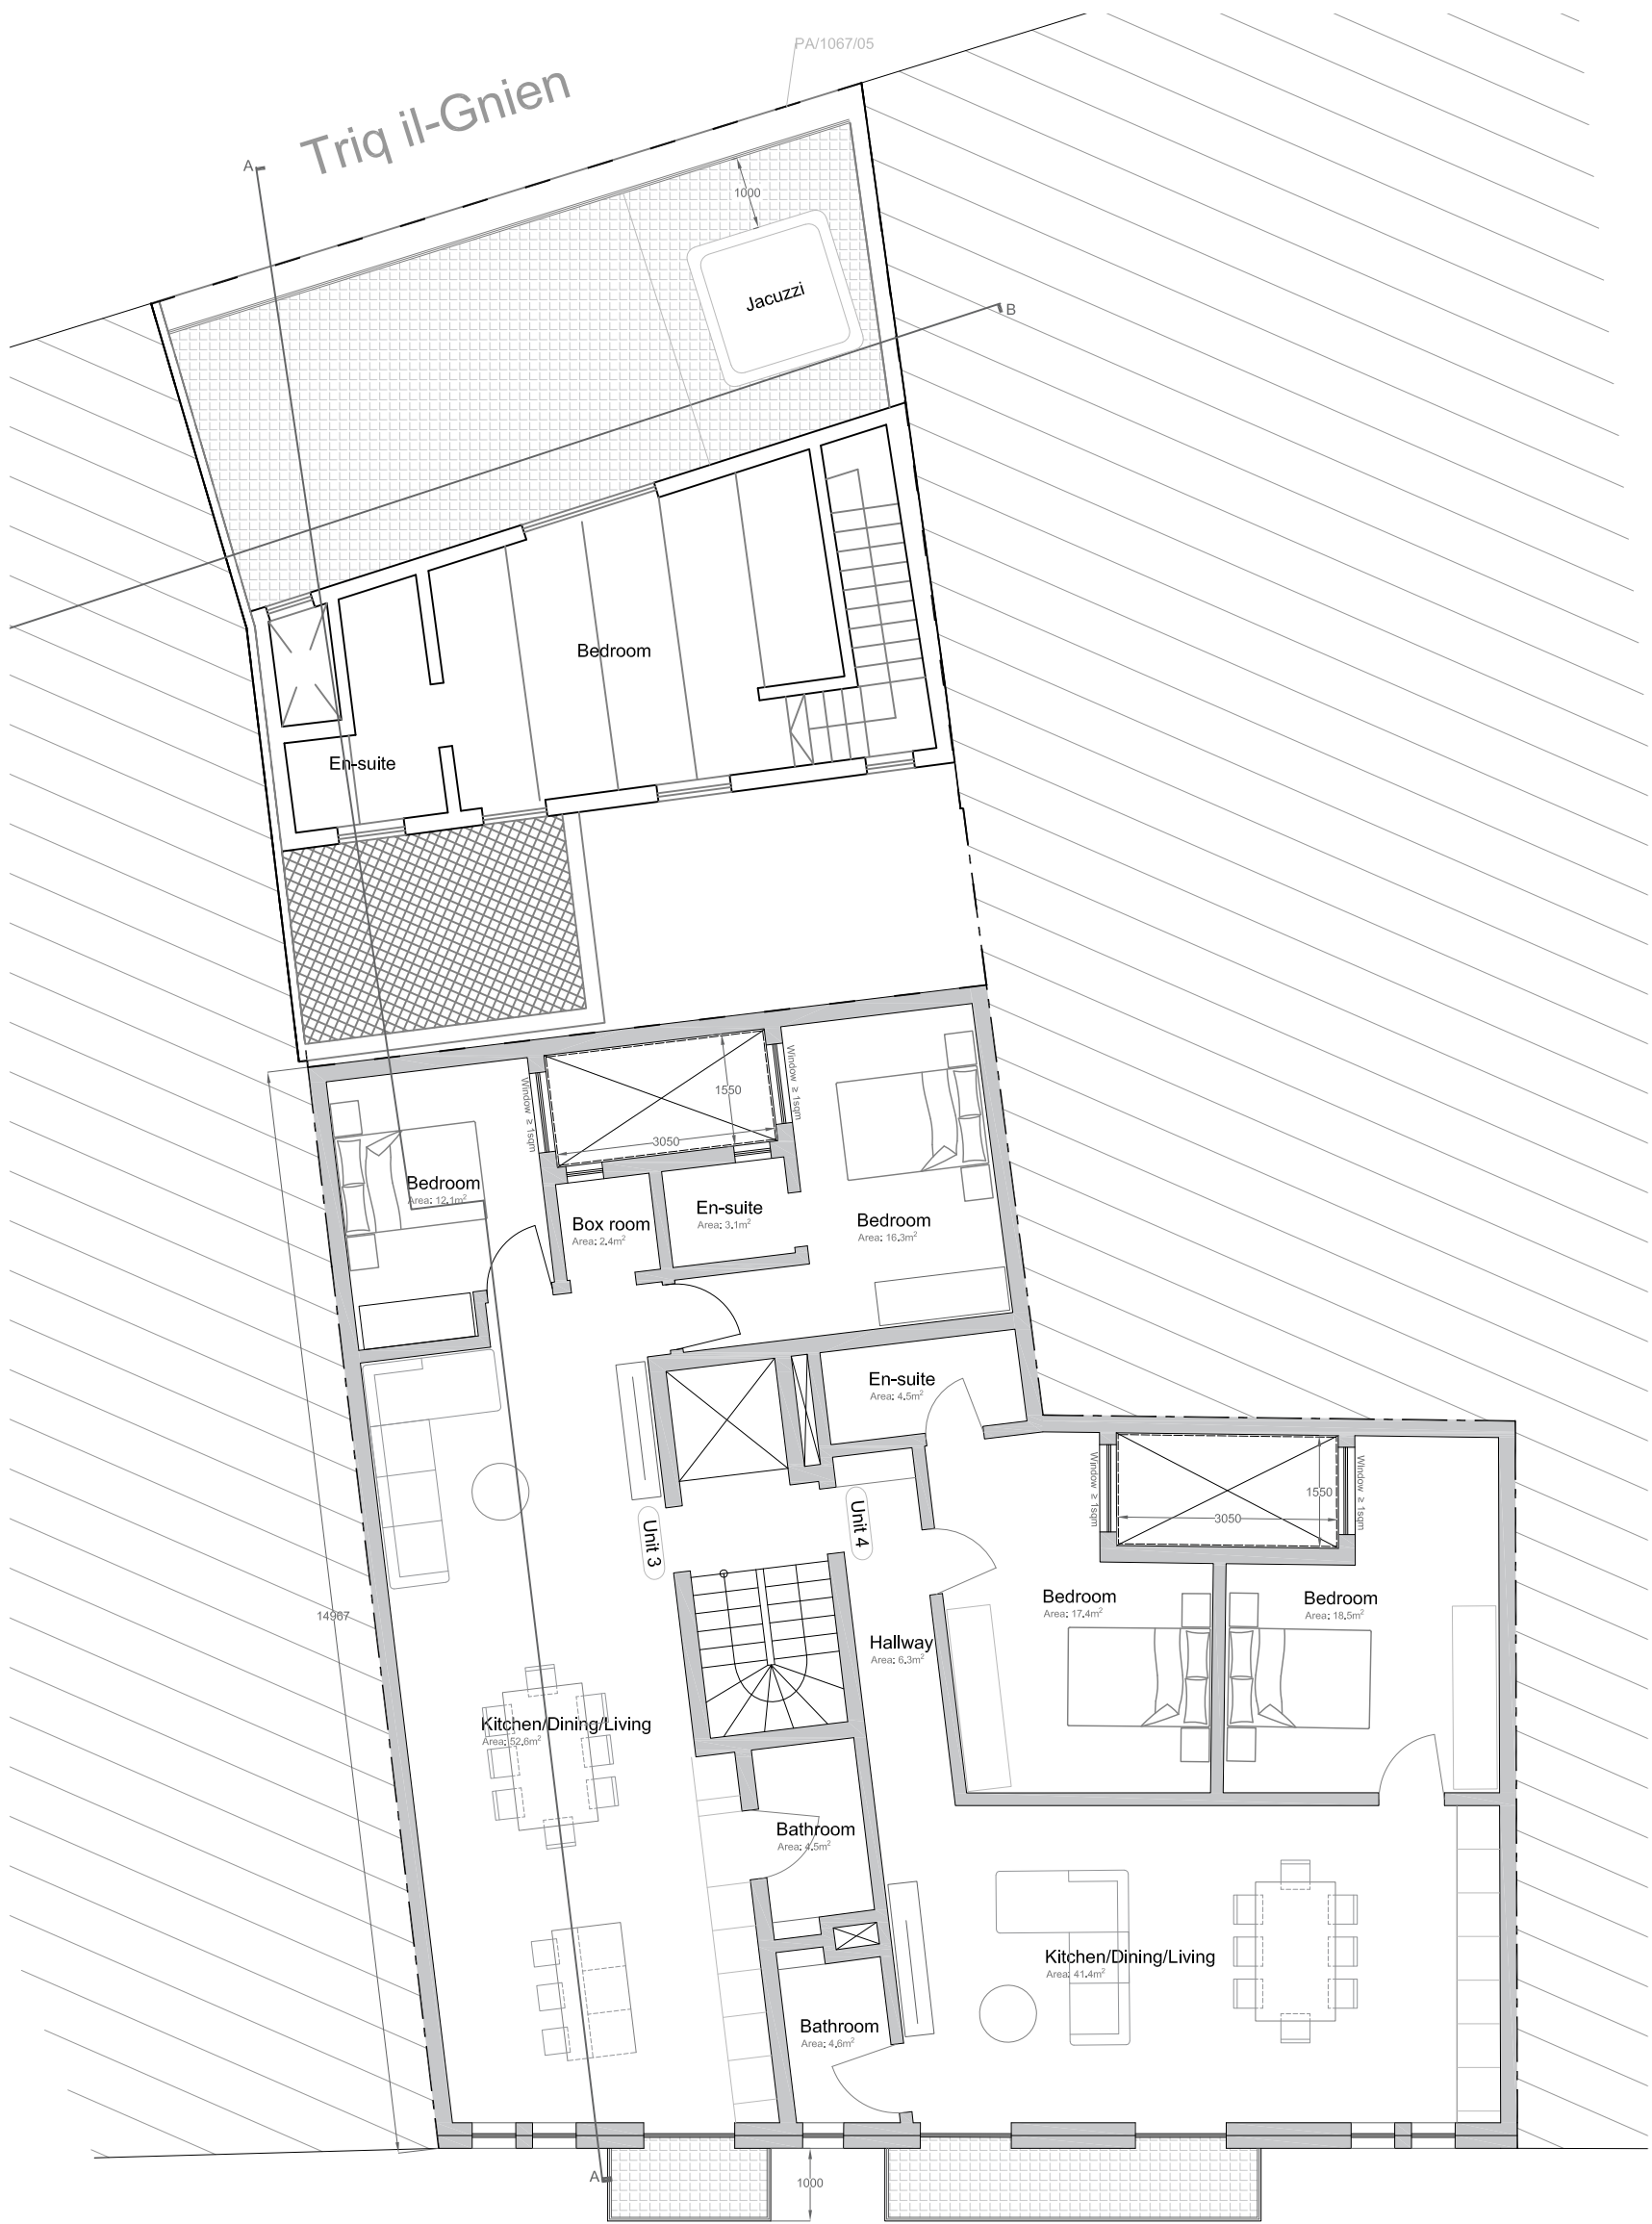 PA/1067/05
Triq il-Gnien
A
1000
Jacuzzi
B
Bedroom
En-suite
Window ≥ 1sqm
1550
3050
Window ≥ 1sqm
Bedroom
Area: 12.1m²
Box room
Area: 2.4m²
En-suite
Area: 3.1m²
Bedroom
Area: 16.3m²
En-suite
Area: 4.5m²
Unit 3
Unit 4
Window ≥ 1sqm
1550
3050
Window ≥ 1sqm
14967
Bedroom
Area: 17.4m²
Bedroom
Area: 18.5m²
Hallway
Area: 6.3m²
Kitchen/Dining/Living
Area: 52.6m²
Bathroom
Area: 4.5m²
Kitchen/Dining/Living
Area: 41.4m²
Bathroom
Area: 4.6m²
A
1000